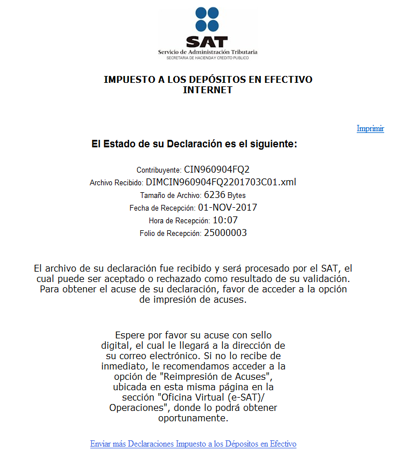 SAT
Servicio de Administración Tributaria
SECRETARIA DE HACIENDA Y CREDITO PUBLICO
IMPUESTO A LOS DEPÓSITOS EN EFECTIVO
INTERNET
Imprimir
El Estado de su Declaración es el siguiente:
Contribuyente: CIN960904FQ2
Archivo Recibido: DIMCIN960904FQ2201703C01.xml
Tamaño de Archivo: 6236 Bytes
Fecha de Recepción: 01-NOV-2017
Hora de Recepción: 10:07
Folio de Recepción: 25000003
El archivo de su declaración fue recibido y será procesado por el SAT, el
cual puede ser aceptado o rechazado como resultado de su validación.
Para obtener el acuse de su declaración, favor de acceder a la opción
de impresión de acuses.
Espere por favor su acuse con sello
digital, el cual le llegará a la dirección de
su correo electrónico. Si no lo recibe de
inmediato, le recomendamos acceder a la
opción de "Reimpresión de Acuses",
ubicada en esta misma página en la
sección "Oficina Virtual (e-SAT)/
Operaciones", donde lo podrá obtener
oportunamente.
Enviar más Declaraciones Impuesto a los Dépositos en Efectivo